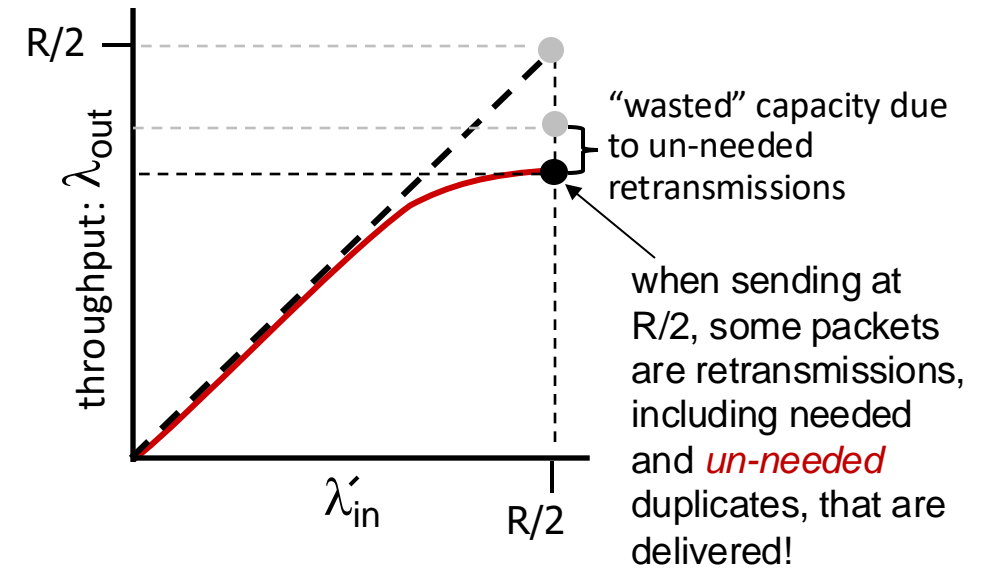 R/2
throughput: λout
“wasted” capacity due
to un-needed
retransmissions
when sending at
R/2, some packets
are retransmissions,
including needed
and un-needed
duplicates, that are
delivered!
λ'in
R/2